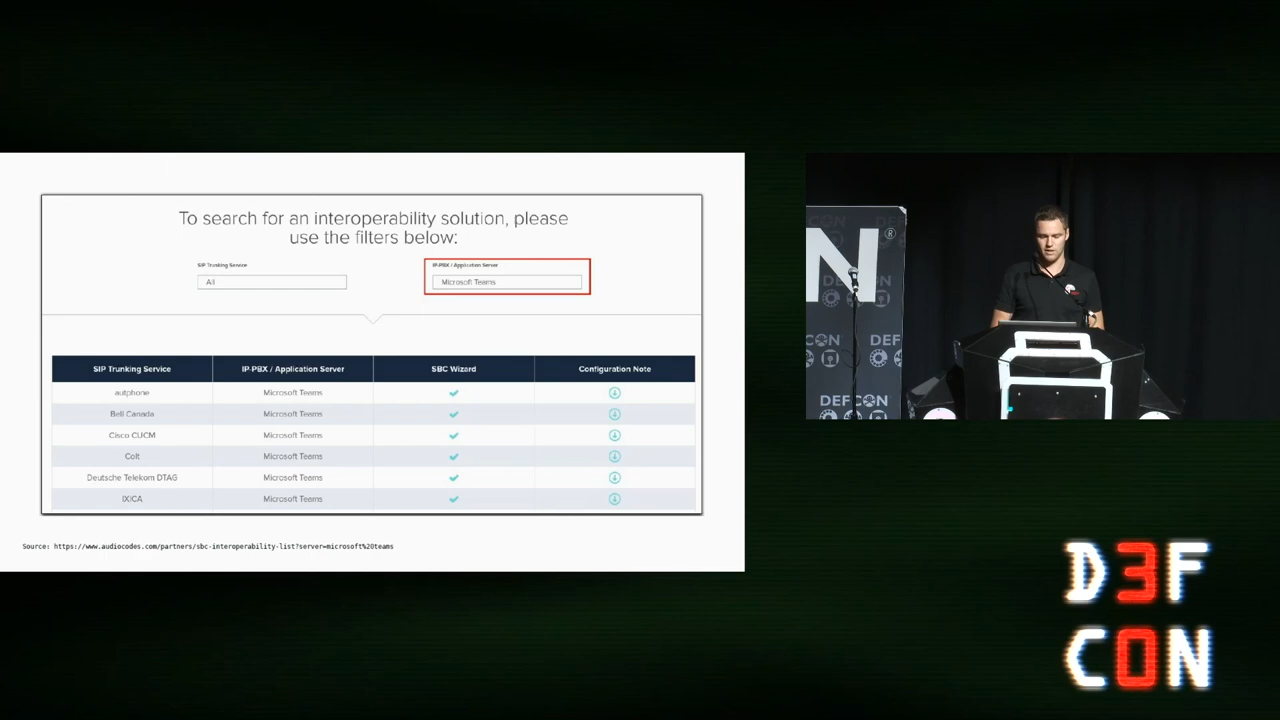 To search for an interoperability solution, please
use the filters below:
SIP Trunking Service
IP-PBX / Application Server
All
Microsoft Teams
SIP Trunking Service IP-PBX / Application Server SBC Wizard Configuration Note
autphone Microsoft Teams
Bell Canada Microsoft Teams
Cisco CUCM Microsoft Teams
Colt Microsoft Teams
Deutsche Telekom DTAG Microsoft Teams
IXICA Microsoft Teams
Source: https://www.audiocodes.com/partners/sbc-interoperability-list?server=microsoft%20teams
N®
DEFCON
DEF
DEFCON
D3F
C0N